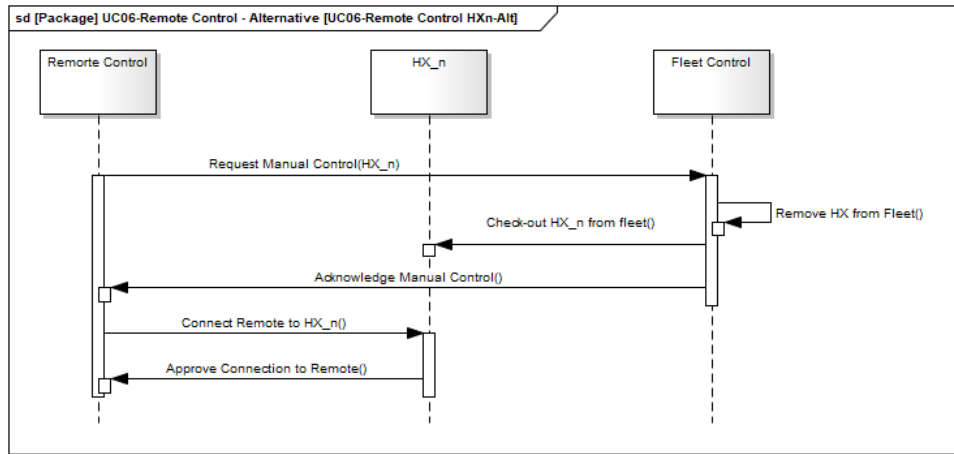 sd [Package] UC06-Remote Control - Alternative [UC06-Remote Control HXn-Alt]
Remorte Control
HX_n
Fleet Control
Request Manual Control(HX_n)
Remove HX from Fleet()
Check-out HX_n from fleet()
Acknowledge Manual Control()
Connect Remote to HX_n()
Approve Connection to Remote()